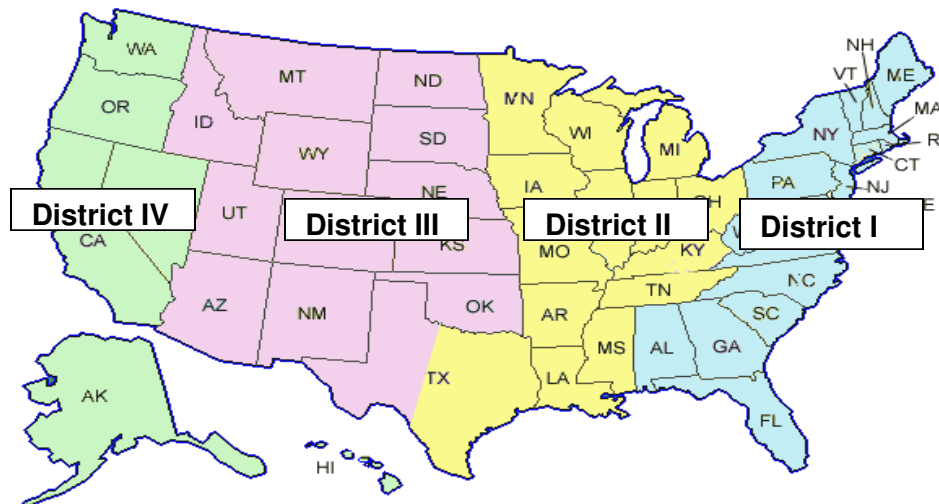 NH
WA
VT
ME
MT
ND
MN
OR
MA
ID
NY
WI
SD
MI
R
WY
CT
PA
IA
NE
NJ
OH
E
District IV
UT
District III
District II
District I
KS
CA
MO
KY
NC
TN
AZ
NM
OK
AR
SC
MS
AL
GA
TX
LA
AK
FL
HI